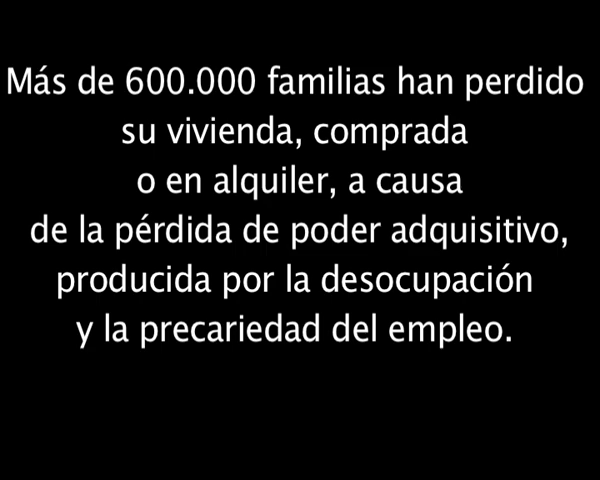 Más de 600.000 familias han perdido
su vivienda, comprada
o en alquiler, a causa
de la pérdida de poder adquisitivo,
producida por la desocupación
y la precariedad del empleo.